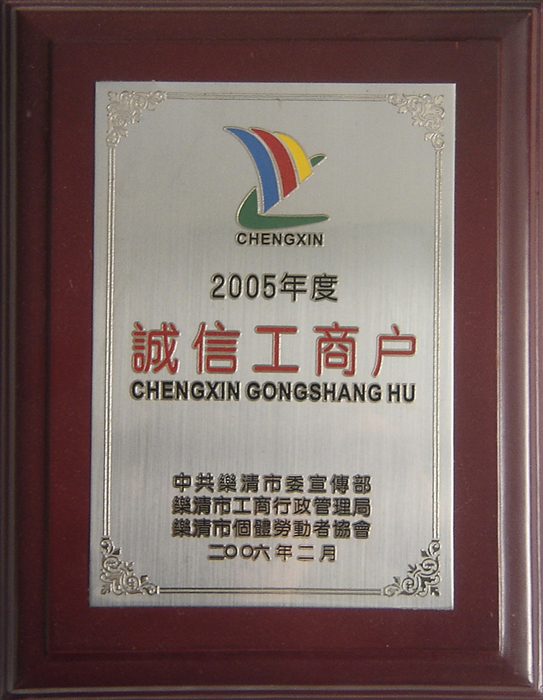 CHENGXIN
2005年度
誠信工商户
CHENGXIN GONGSHANG HU
中共樂清市委宣傳部
樂清市工商行政管理局
樂清市個體勞動者協會
二〇〇六年二月